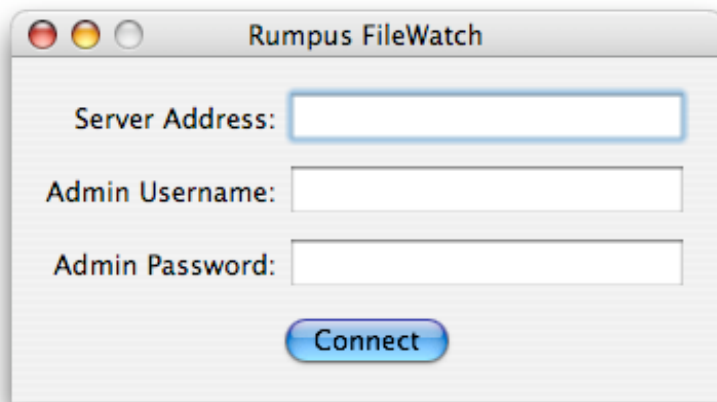 Rumpus FileWatch
Server Address:
Admin Username:
Admin Password:
Connect